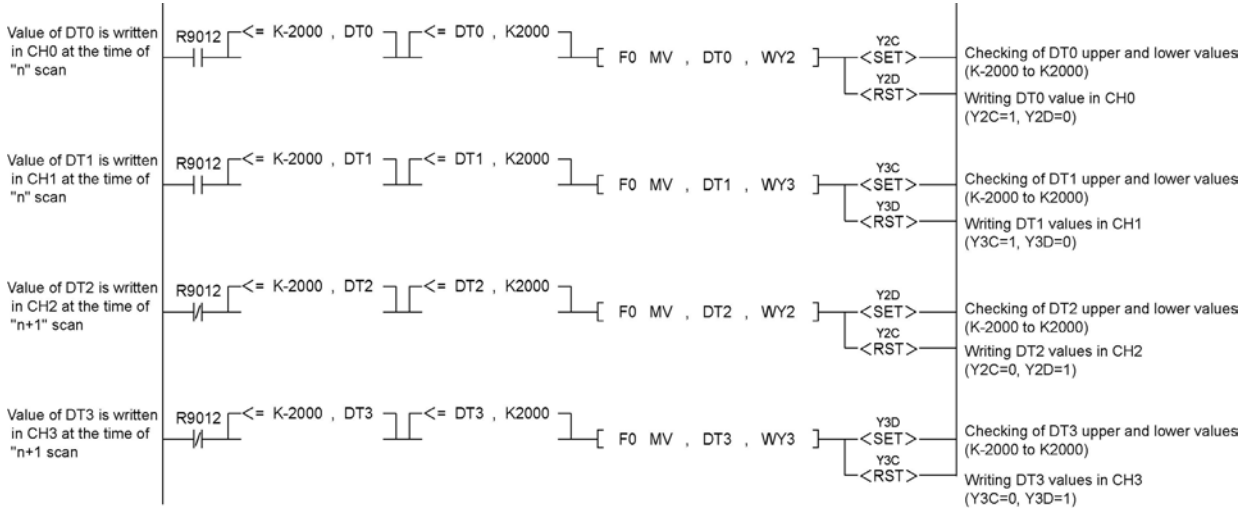 Value of DT0 is written
in CH0 at the time of
"n" scan
R9012
<= K-2000 , DT0
<= DT0 , K2000
[ F0 MV , DT0 , WY2 ]
Y2C
<SET>
Y2D
<RST>
Checking of DT0 upper and lower values
(K-2000 to K2000)
Writing DT0 value in CH0
(Y2C=1, Y2D=0)
Value of DT1 is written
in CH1 at the time of
"n" scan
R9012
<= K-2000 , DT1
<= DT1 , K2000
[ F0 MV , DT1 , WY3 ]
Y3C
<SET>
Y3D
<RST>
Checking of DT1 upper and lower values
(K-2000 to K2000)
Writing DT1 values in CH1
(Y3C=1, Y3D=0)
Value of DT2 is written
in CH2 at the time of
"n+1" scan
R9012
<= K-2000 , DT2
<= DT2 , K2000
[ F0 MV , DT2 , WY2 ]
Y2D
<SET>
Y2C
<RST>
Checking of DT2 upper and lower values
(K-2000 to K2000)
Writing DT2 values in CH2
(Y2C=0, Y2D=1)
Value of DT3 is written
in CH3 at the time of
"n+1 scan
R9012
<= K-2000 , DT3
<= DT3 , K2000
[ F0 MV , DT3 , WY3 ]
Y3D
<SET>
Y3C
<RST>
Checking of DT3 upper and lower values
(K-2000 to K2000)
Writing DT3 values in CH3
(Y3C=0, Y3D=1)